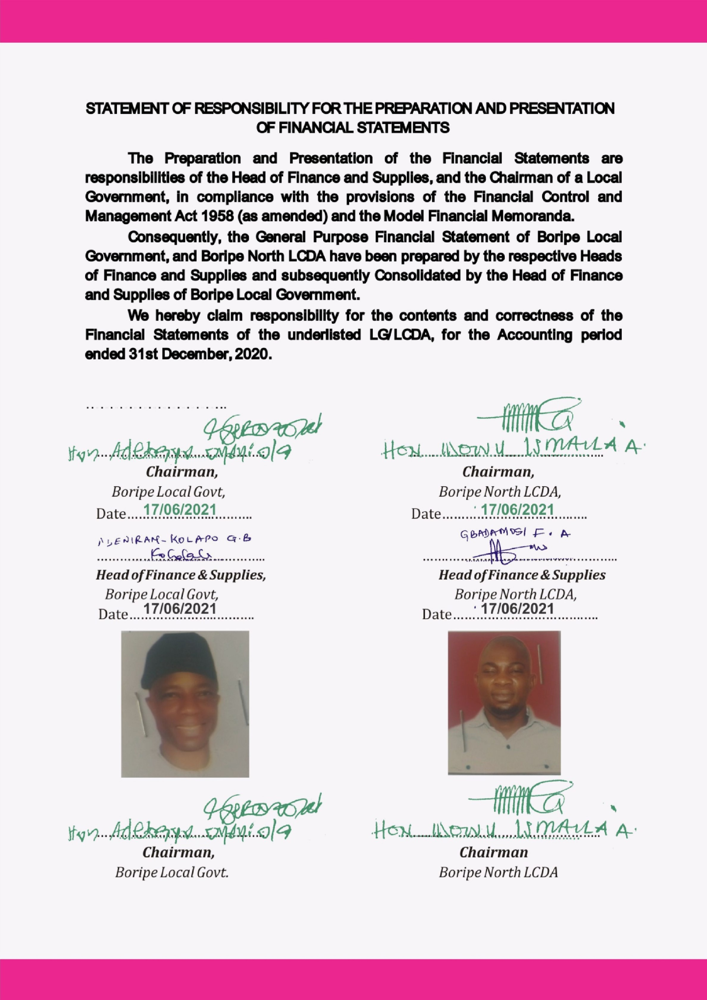 STATEMENT OF RESPONSIBILITY FOR THE PREPARATION AND PRESENTATION
OF FINANCIAL STATEMENTS
The Preparation and Presentation of the Financial Statements are
responsibilities of the Head of Finance and Supplies, and the Chairman of a Local
Government, in compliance with the provisions of the Financial Control and
Management Act 1958 (as amended) and the Model Financial Memoranda.
Consequently, the General Purpose Financial Statement of Boripe Local
Government, and Boripe North LCDA have been prepared by the respective Heads
of Finance and Supplies and subsequently Consolidated by the Head of Finance
and Supplies of Boripe Local Government.
We hereby claim responsibility for the contents and correctness of the
Financial Statements of the underlisted LG/LCDA, for the Accounting period
ended 31st December, 2020.
Hon
Chairman,
Boripe Local Govt,
Date 17/06/2021
ADENIRAN-KOLAPO G.B
Head of Finance & Supplies,
Boripe Local Govt,
Date 17/06/2021
HON ISMAILA A.
Chairman,
Boripe North LCDA,
Date 17/06/2021
GBADAMOSI F. A
Head of Finance & Supplies
Boripe North LCDA,
Date 17/06/2021
Hon
Chairman,
Boripe Local Govt.
HON ISMAILA A.
Chairman
Boripe North LCDA